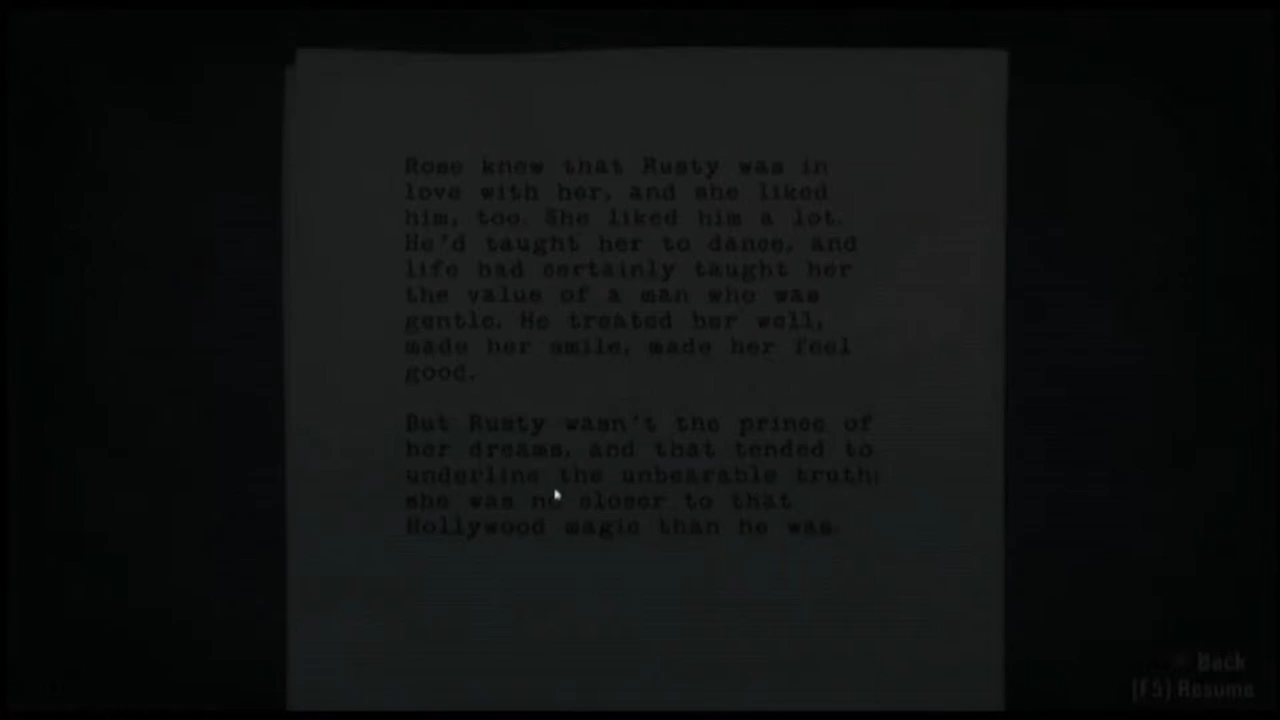 Rose knew that Rusty was in
love with her, and she liked
him, too. She liked him a lot.
He'd taught her to dance, and
life had certainly taught her
the value of a man who was
gentle. He treated her well,
made her smile, made her feel
good.
But Rusty wasn't the prince of
her dreams, and that tended to
underline the unbearable truth:
she was no closer to that
Hollywood magic than he was.
Back
[F5] Resume